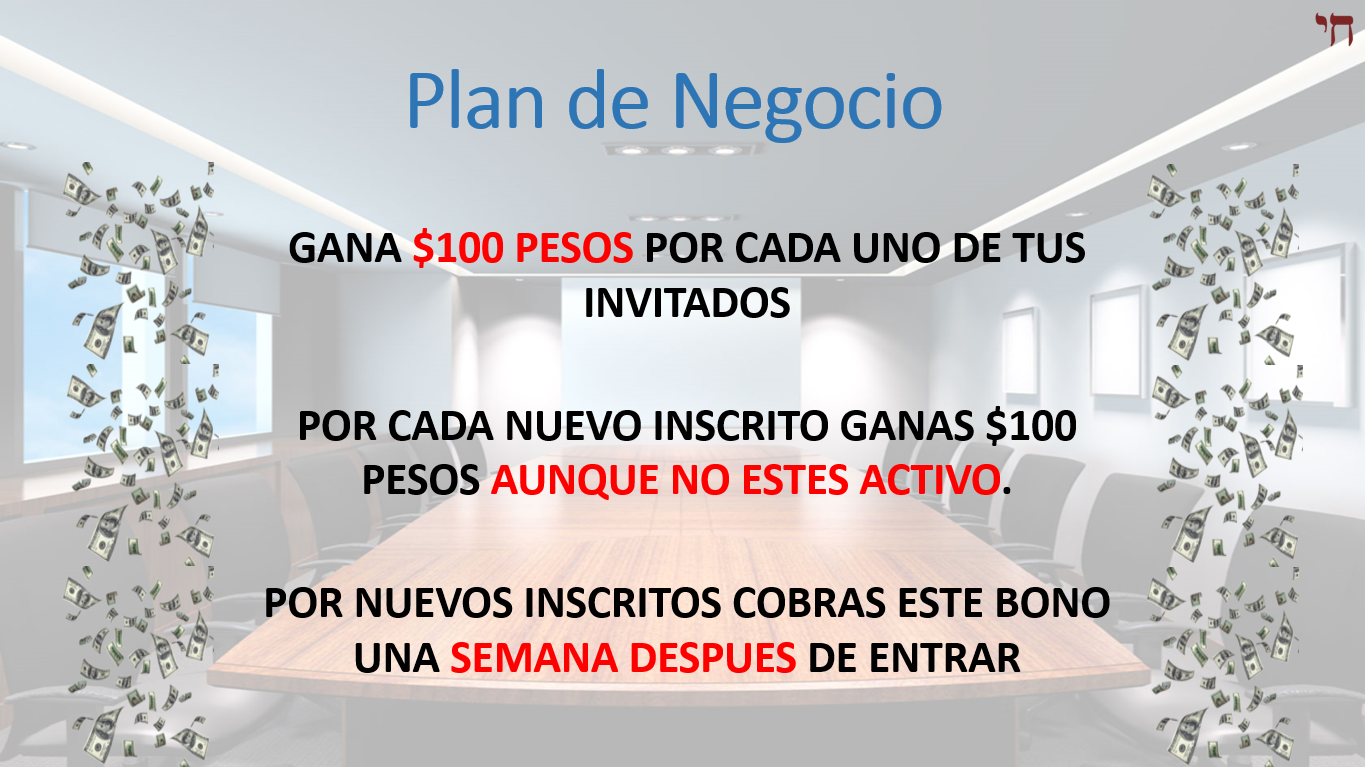 חי
Plan de Negocio
GANA $100 PESOS POR CADA UNO DE TUS
INVITADOS
POR CADA NUEVO INSCRITO GANAS $100
PESOS AUNQUE NO ESTES ACTIVO.
POR NUEVOS INSCRITOS COBRAS ESTE BONO
UNA SEMANA DESPUES DE ENTRAR